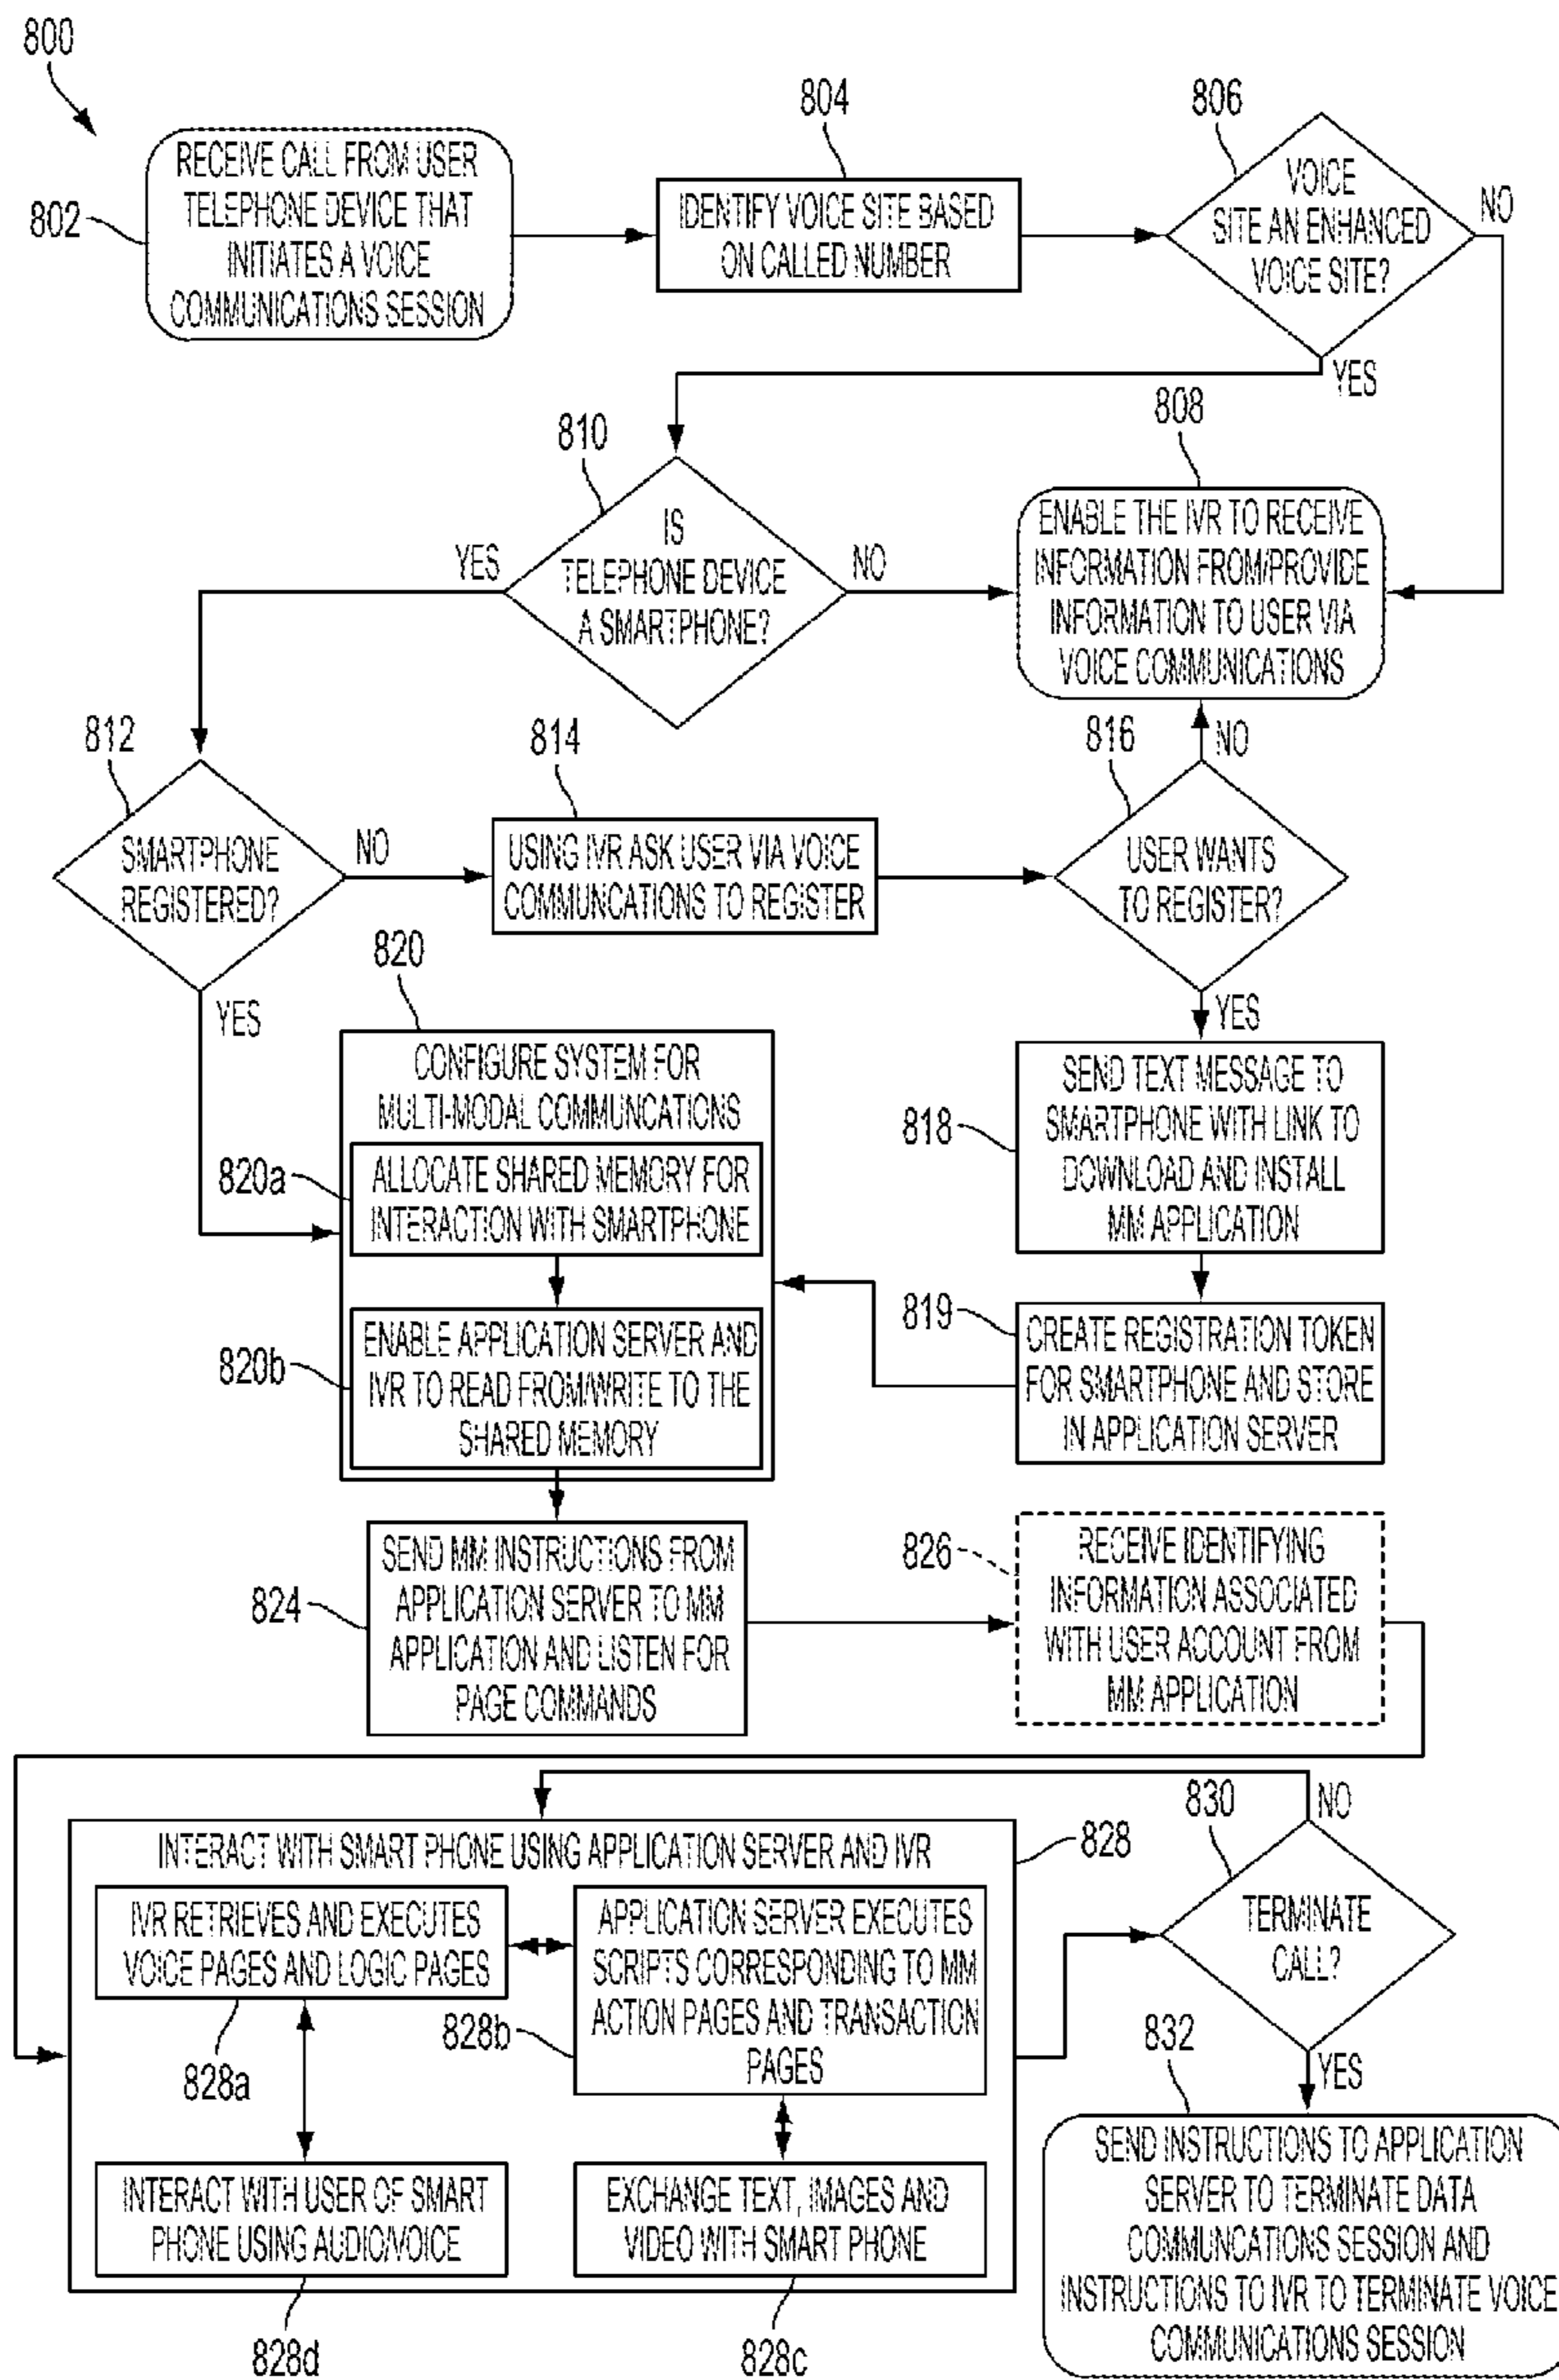 800
802
RECEIVE CALL FROM USER
TELEPHONE DEVICE THAT
INITIATES A VOICE
COMMUNICATIONS SESSION
804
IDENTIFY VOICE SITE BASED
ON CALLED NUMBER
806
VOICE
SITE AN ENHANCED
VOICE SITE?
NO
YES
808
ENABLE THE IVR TO RECEIVE
INFORMATION FROM/PROVIDE
INFORMATION TO USER VIA
VOICE COMMUNICATIONS
810
IS
TELEPHONE DEVICE
A SMARTPHONE?
YES
NO
812
SMARTPHONE
REGISTERED?
NO
YES
814
USING IVR ASK USER VIA VOICE
COMMUNCATIONS TO REGISTER
816
USER WANTS
TO REGISTER?
NO
YES
818
SEND TEXT MESSAGE TO
SMARTPHONE WITH LINK TO
DOWNLOAD AND INSTALL
MM APPLICATION
819
CREATE REGISTRATION TOKEN
FOR SMARTPHONE AND STORE
IN APPLICATION SERVER
820
CONFIGURE SYSTEM FOR
MULTI-MODAL COMMUNCATIONS
820a
ALLOCATE SHARED MEMORY FOR
INTERACTION WITH SMARTPHONE
820b
ENABLE APPLICATION SERVER AND
IVR TO READ FROM/WRITE TO THE
SHARED MEMORY
824
SEND MM INSTRUCTIONS FROM
APPLICATION SERVER TO MM
APPLICATION AND LISTEN FOR
PAGE COMMANDS
826
RECEIVE IDENTIFYING
INFORMATION ASSOCIATED
WITH USER ACCOUNT FROM
MM APPLICATION
828
INTERACT WITH SMART PHONE USING APPLICATION SERVER AND IVR
IVR RETRIEVES AND EXECUTES
VOICE PAGES AND LOGIC PAGES
828a
APPLICATION SERVER EXECUTES
SCRIPTS CORRESPONDING TO MM
ACTION PAGES AND TRANSACTION
PAGES
828b
INTERACT WITH USER OF SMART
PHONE USING AUDIO/VOICE
828d
EXCHANGE TEXT, IMAGES AND
VIDEO WITH SMART PHONE
828c
830
TERMINATE
CALL?
NO
YES
832
SEND INSTRUCTIONS TO APPLICATION
SERVER TO TERMINATE DATA
COMMUNCATIONS SESSION AND
INSTRUCTIONS TO IVR TO TERMINATE VOICE
COMMUNICATIONS SESSION